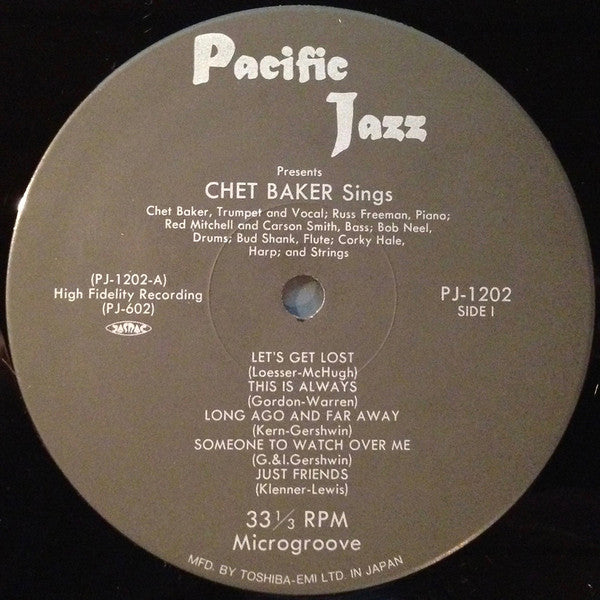 Pacific
Jazz
Presents
CHET BAKER Sings
Chet Baker, Trumpet and Vocal; Russ Freeman, Piano;
Red Mitchell and Carson Smith, Bass; Bob Neel,
Drums; Bud Shank, Flute; Corky Hale,
Harp; and Strings
(PJ-1202-A)
High Fidelity Recording
(PJ-602)
JASRAC
PJ-1202
SIDE I
LET'S GET LOST
(Loesser-McHugh)
THIS IS ALWAYS
(Gordon-Warren)
LONG AGO AND FAR AWAY
(Kern-Gershwin)
SOMEONE TO WATCH OVER ME
(G.&I.Gershwin)
JUST FRIENDS
(Klenner-Lewis)
33 1/3 RPM
Microgroove
MFD. BY TOSHIBA-EMI LTD. IN JAPAN